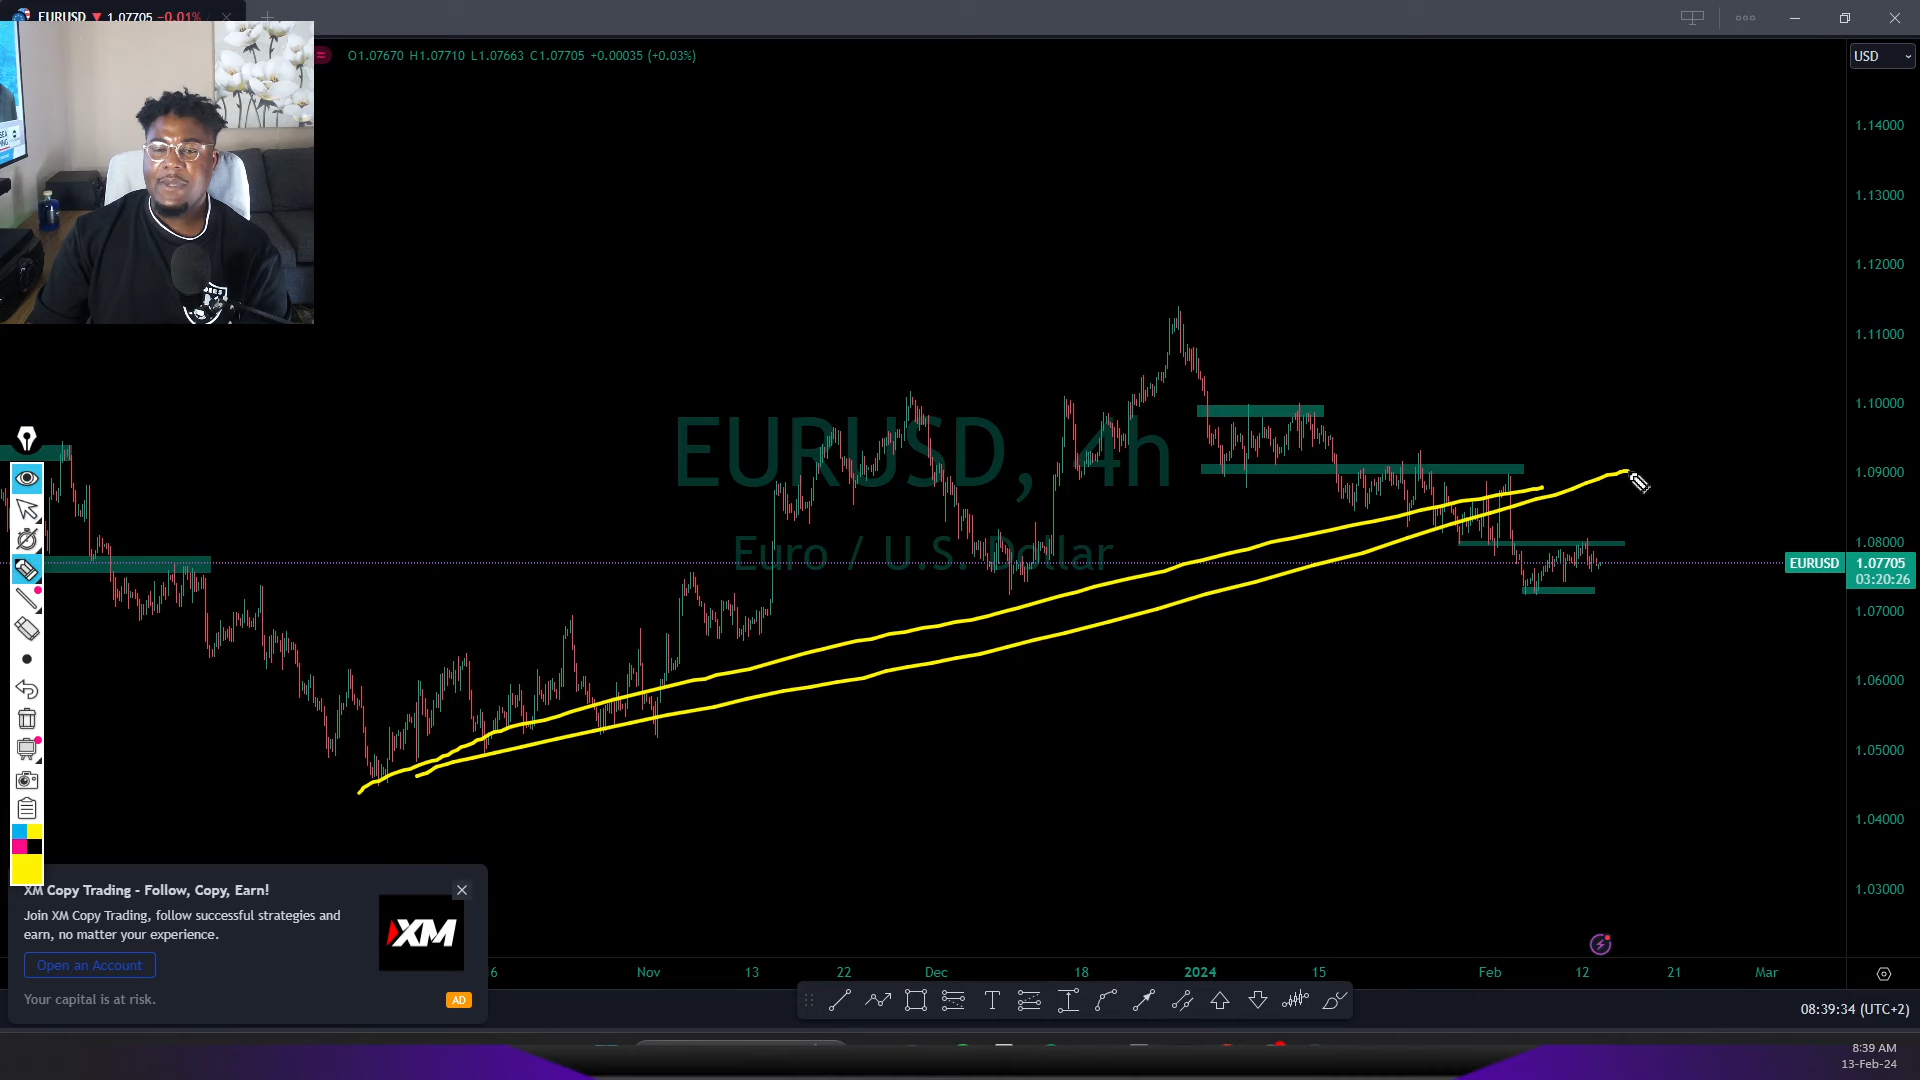 EURUSD ▼ 1.07705 −0.01% /
O1.07670 H1.07710 L1.07663 C1.07705 +0.00035 (+0.03%)
USD
1.14000
1.13000
1.12000
1.11000
1.10000
1.09000
1.08000
EURUSD 1.07705
03:20:26
1.07000
1.06000
1.05000
1.04000
1.03000
EURUSD, 4h
Euro / U.S. Dollar
XM Copy Trading - Follow, Copy, Earn!
Join XM Copy Trading, follow successful strategies and
earn, no matter your experience.
Open an Account
Your capital is at risk.
AD
XM
6 Nov 13 22 Dec 18 2024 15 Feb 12 21 Mar
08:39:34 (UTC+2)
8:39 AM
13-Feb-24